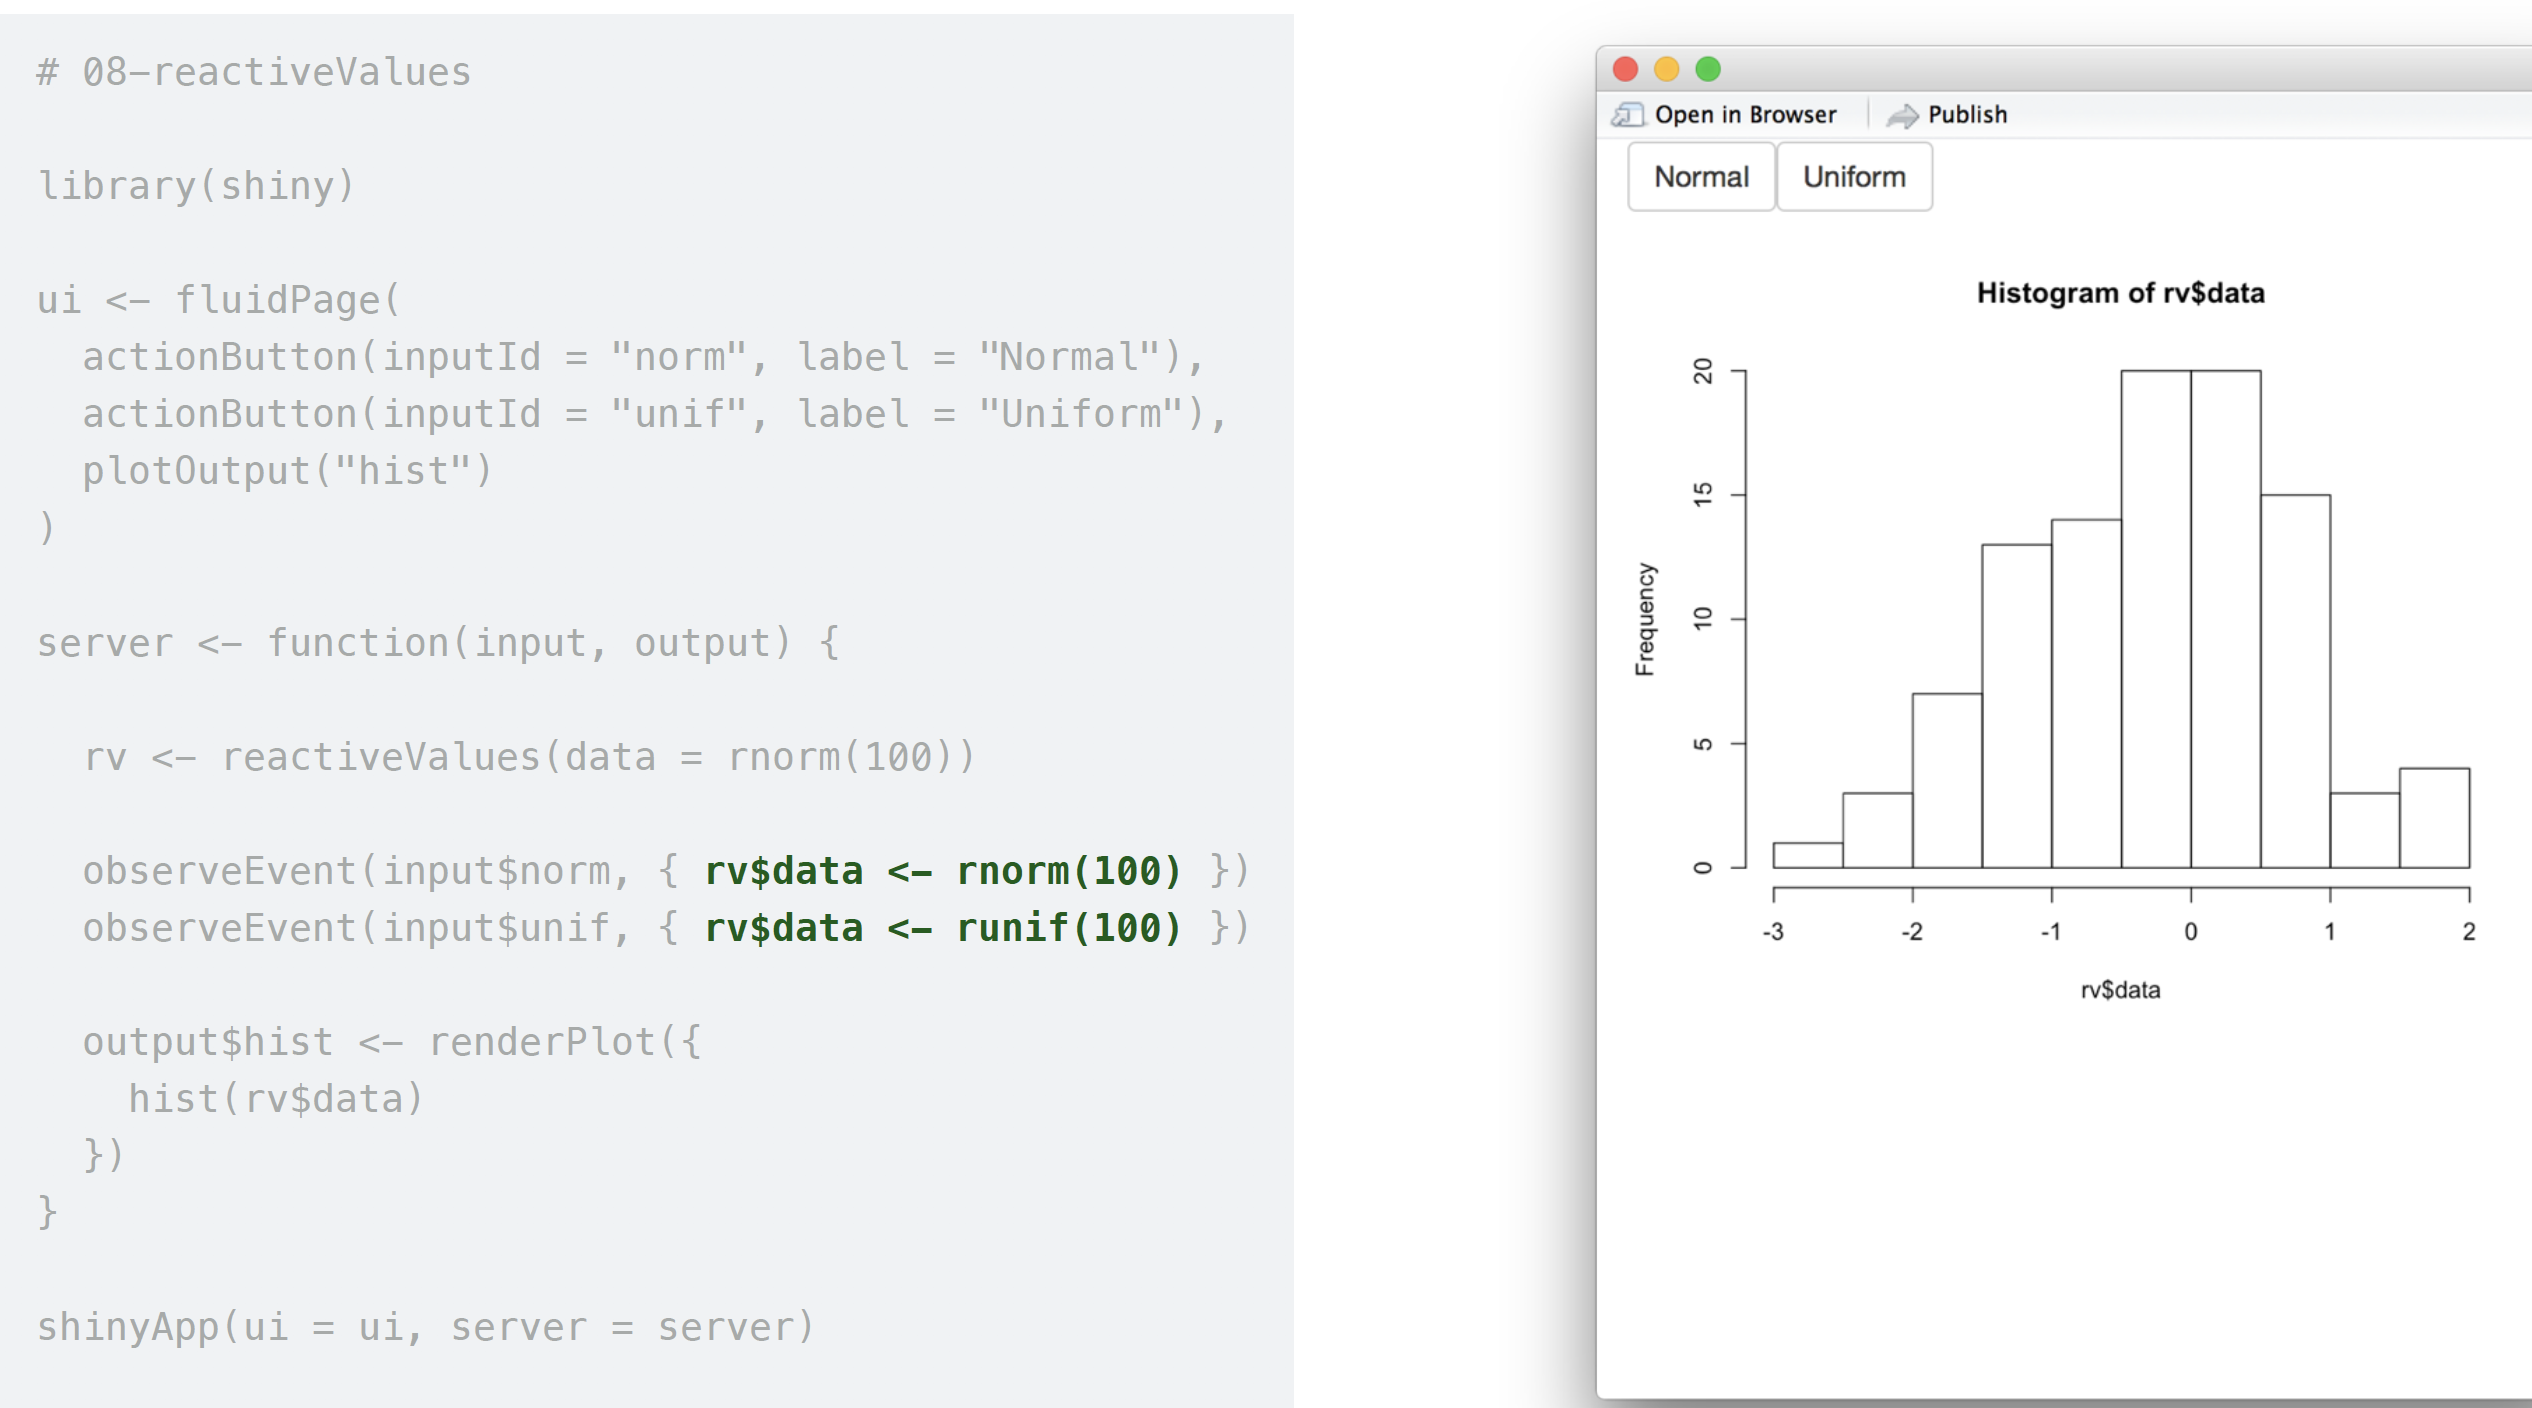 # 08-reactiveValues
library(shiny)
ui <- fluidPage(
  actionButton(inputId = "norm", label = "Normal"),
  actionButton(inputId = "unif", label = "Uniform"),
  plotOutput("hist")
)
server <- function(input, output) {
  rv <- reactiveValues(data = rnorm(100))
  observeEvent(input$norm, { rv$data <- rnorm(100) })
  observeEvent(input$unif, { rv$data <- runif(100) })
  output$hist <- renderPlot({
    hist(rv$data)
  })
}
shinyApp(ui = ui, server = server)
Open in Browser Publish
Normal Uniform
Histogram of rv$data
Frequency
20
15
10
5
0
-3 -2 -1 0 1 2
rv$data